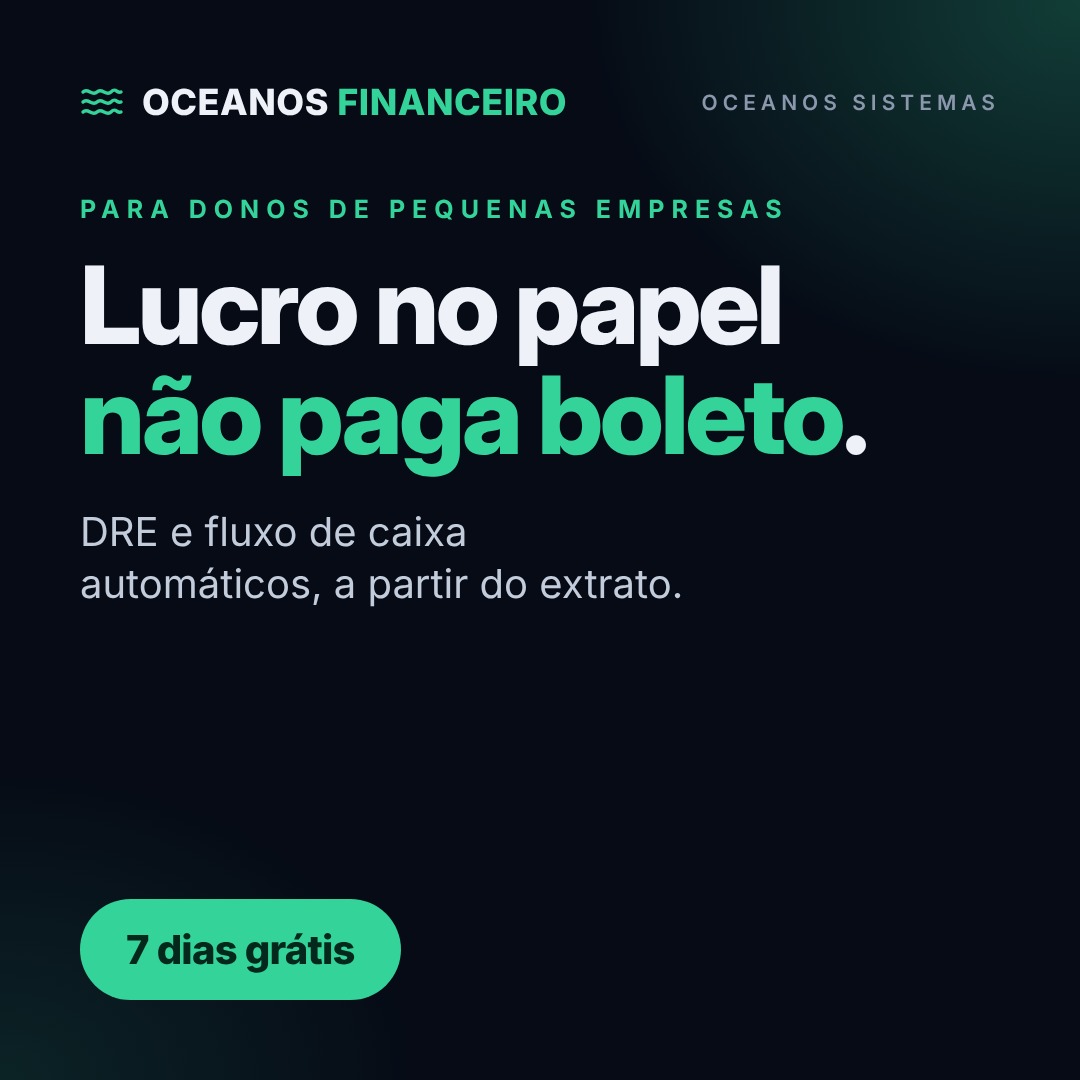 OCEANOS FINANCEIRO
OCEANOS SISTEMAS
PARA DONOS DE PEQUENAS EMPRESAS
Lucro no papel
não paga boleto.
DRE e fluxo de caixa
automáticos, a partir do extrato.
7 dias grátis